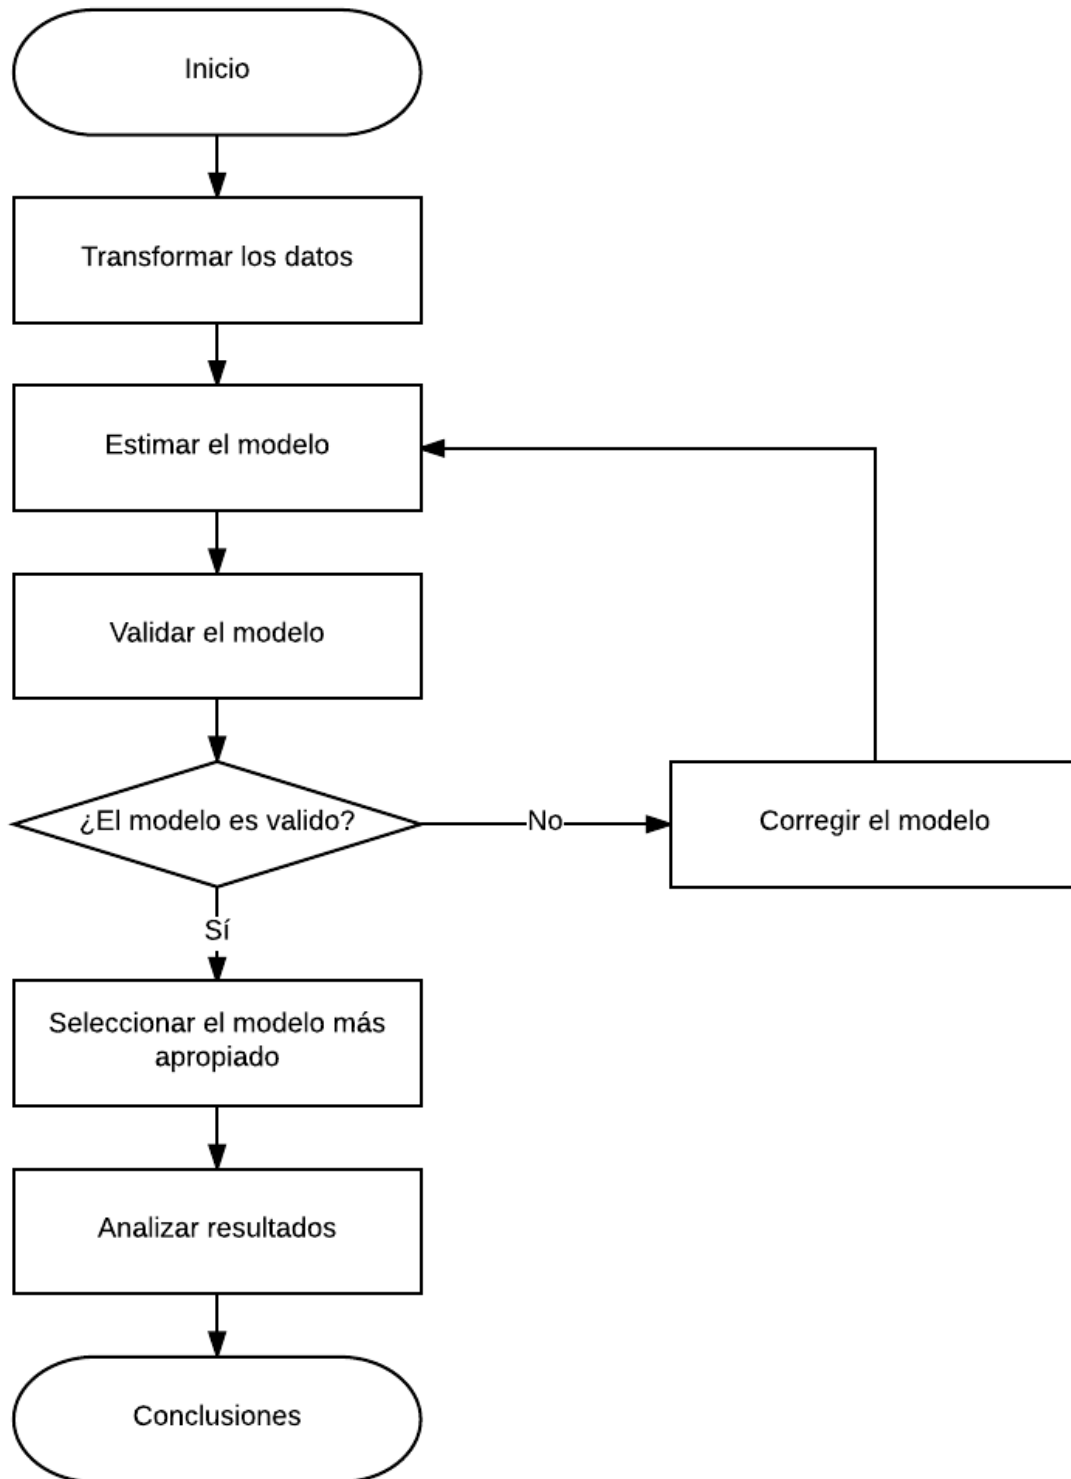 Inicio
Transformar los datos
Estimar el modelo
Validar el modelo
¿El modelo es valido?
No
Corregir el modelo
Sí
Seleccionar el modelo más
apropiado
Analizar resultados
Conclusiones